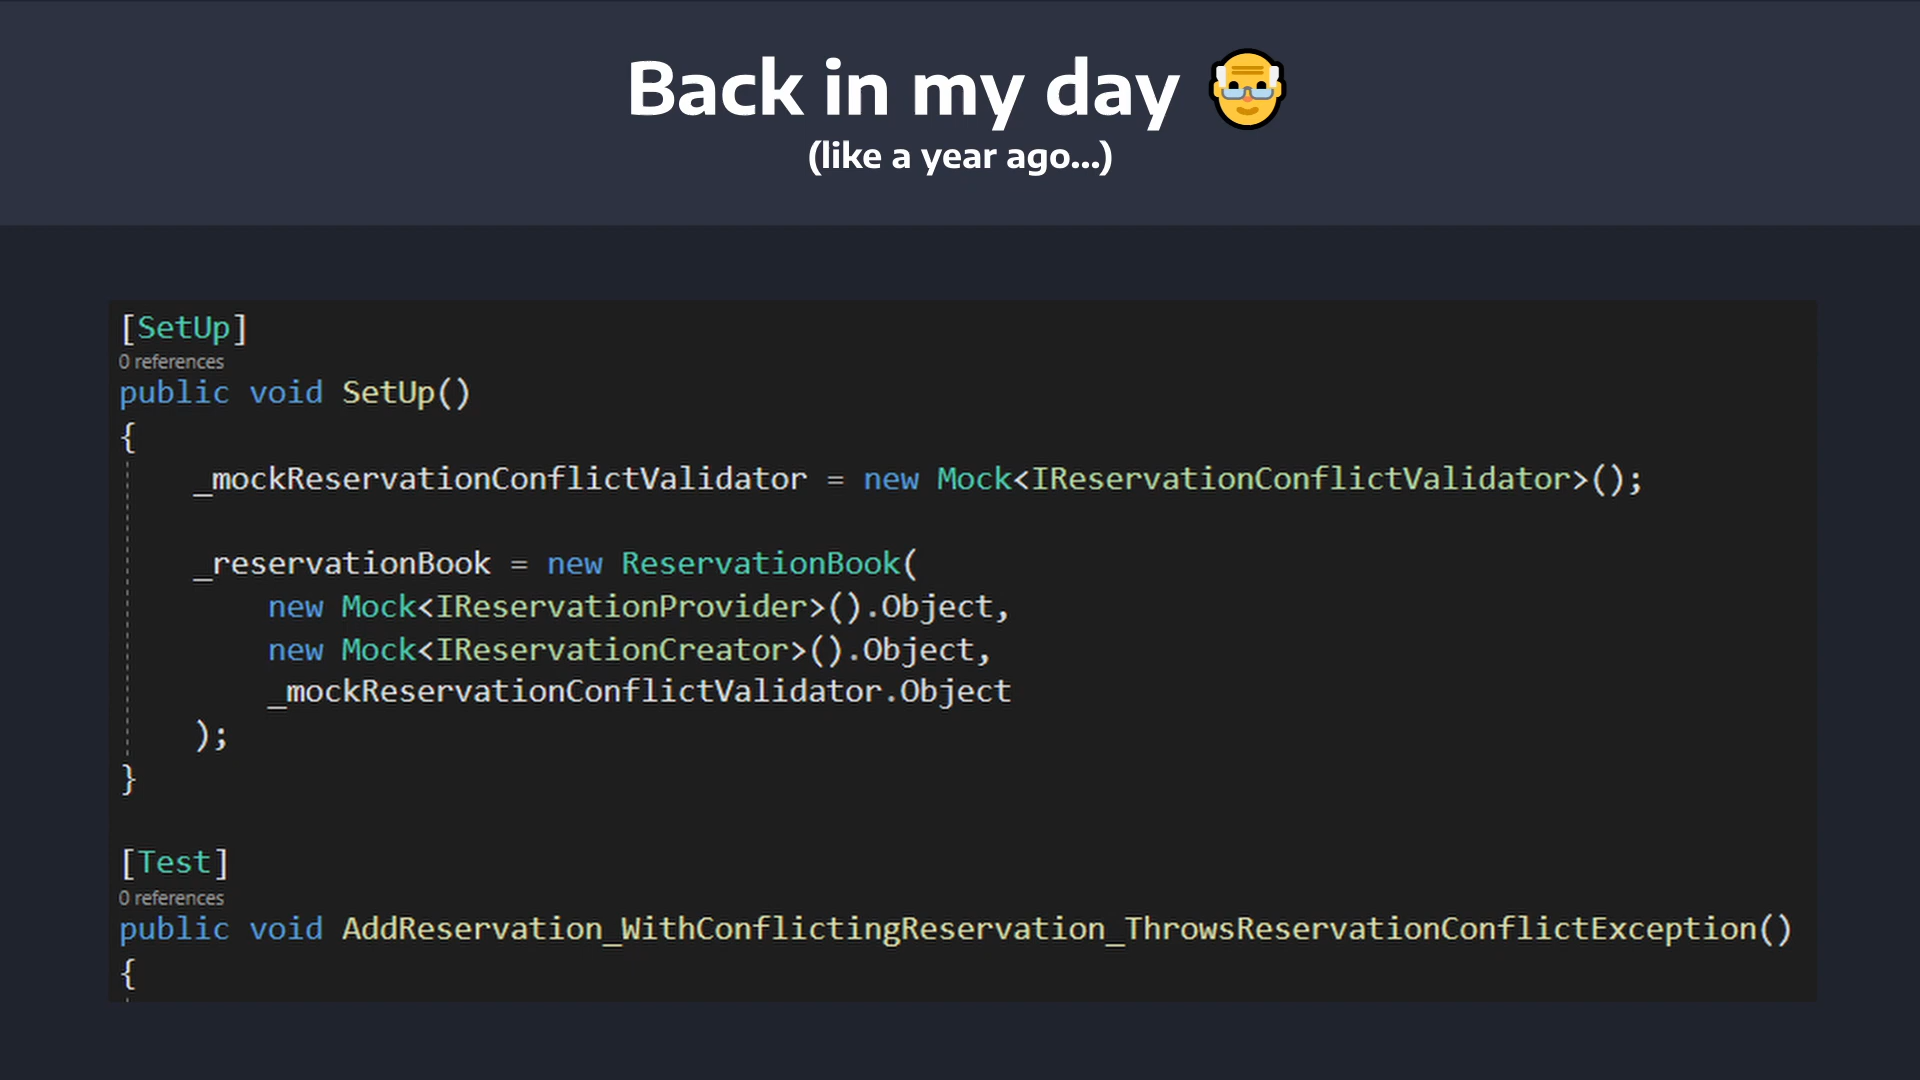 Back in my day
(like a year ago...)
[SetUp]
0 references
public void SetUp()
{
_mockReservationConflictValidator = new Mock<IReservationConflictValidator>();
_reservationBook = new ReservationBook(
new Mock<IReservationProvider>().Object,
new Mock<IReservationCreator>().Object,
_mockReservationConflictValidator.Object
);
}
[Test]
0 references
public void AddReservation_WithConflictingReservation_ThrowsReservationConflictException()
{